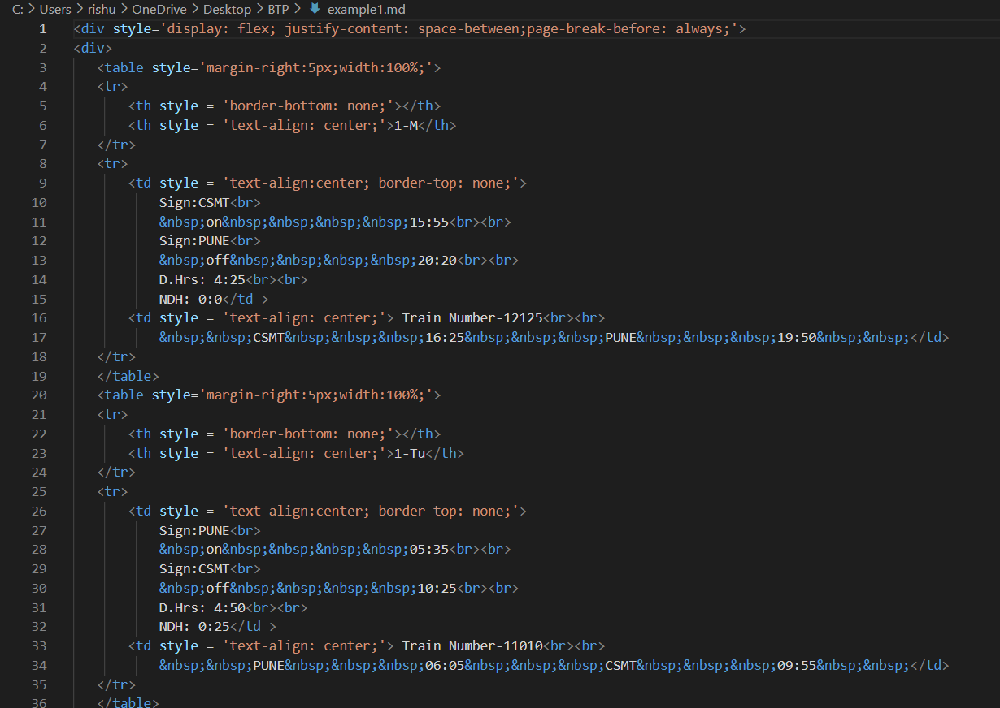 C: > Users > rishu > OneDrive > Desktop > BTP > example1.md
1 <div style='display: flex; justify-content: space-between;page-break-before: always;'>
2 <div>
3 <table style='margin-right:5px;width:100%;'>
4 <tr>
5 <th style = 'border-bottom: none;'></th>
6 <th style = 'text-align: center;'>1-M</th>
7 </tr>
8 <tr>
9 <td style = 'text-align:center; border-top: none;'>
10 Sign:CSMT<br>
11 &nbsp;on&nbsp;&nbsp;&nbsp;&nbsp;15:55<br><br>
12 Sign:PUNE<br>
13 &nbsp;off&nbsp;&nbsp;&nbsp;&nbsp;20:20<br><br>
14 D.Hrs: 4:25<br><br>
15 NDH: 0:0</td >
16 <td style = 'text-align: center;'> Train Number-12125<br><br>
17 &nbsp;&nbsp;CSMT&nbsp;&nbsp;&nbsp;16:25&nbsp;&nbsp;&nbsp;PUNE&nbsp;&nbsp;&nbsp;19:50&nbsp;&nbsp;</td>
18 </tr>
19 </table>
20 <table style='margin-right:5px;width:100%;'>
21 <tr>
22 <th style = 'border-bottom: none;'></th>
23 <th style = 'text-align: center;'>1-Tu</th>
24 </tr>
25 <tr>
26 <td style = 'text-align:center; border-top: none;'>
27 Sign:PUNE<br>
28 &nbsp;on&nbsp;&nbsp;&nbsp;&nbsp;05:35<br><br>
29 Sign:CSMT<br>
30 &nbsp;off&nbsp;&nbsp;&nbsp;&nbsp;10:25<br><br>
31 D.Hrs: 4:50<br><br>
32 NDH: 0:25</td >
33 <td style = 'text-align: center;'> Train Number-11010<br><br>
34 &nbsp;&nbsp;PUNE&nbsp;&nbsp;&nbsp;06:05&nbsp;&nbsp;&nbsp;CSMT&nbsp;&nbsp;&nbsp;09:55&nbsp;&nbsp;</td>
35 </tr>
36 </table>